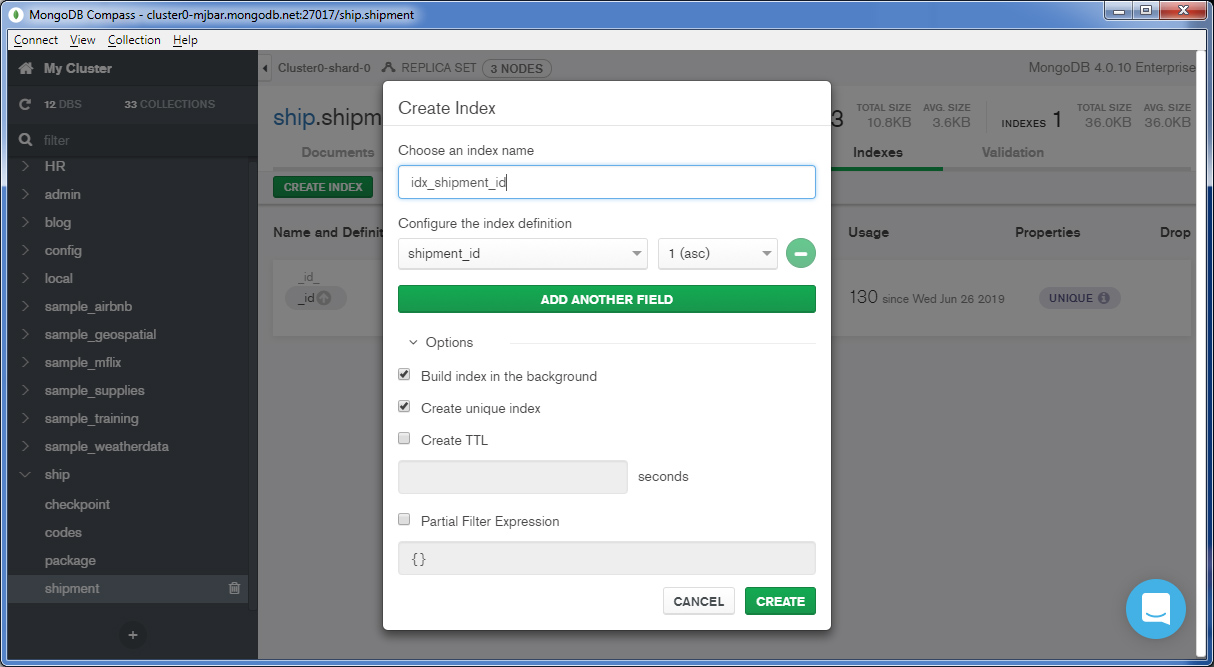 MongoDB Compass - cluster0-mjbar.mongodb.net:27017/ship.shipment
Connect View Collection Help
My Cluster
12 DBS 33 COLLECTIONS
filter
HR
admin
blog
config
local
sample_airbnb
sample_geospatial
sample_mflix
sample_supplies
sample_training
sample_weatherdata
ship
checkpoint
codes
package
shipment
+
Cluster0-shard-0 REPLICA SET 3 NODES MongoDB 4.0.10 Enterprise
ship.shipm 3 TOTAL SIZE 10.8KB AVG. SIZE 3.6KB INDEXES 1 TOTAL SIZE 36.0KB AVG. SIZE 36.0KB
Documents Indexes Validation
CREATE INDEX
Name and Definit Usage Properties Drop
_id_
_id 130 since Wed Jun 26 2019 UNIQUE
Create Index
Choose an index name
idx_shipment_id
Configure the index definition
shipment_id 1 (asc)
ADD ANOTHER FIELD
Options
Build index in the background
Create unique index
Create TTL
seconds
Partial Filter Expression
{}
CANCEL CREATE